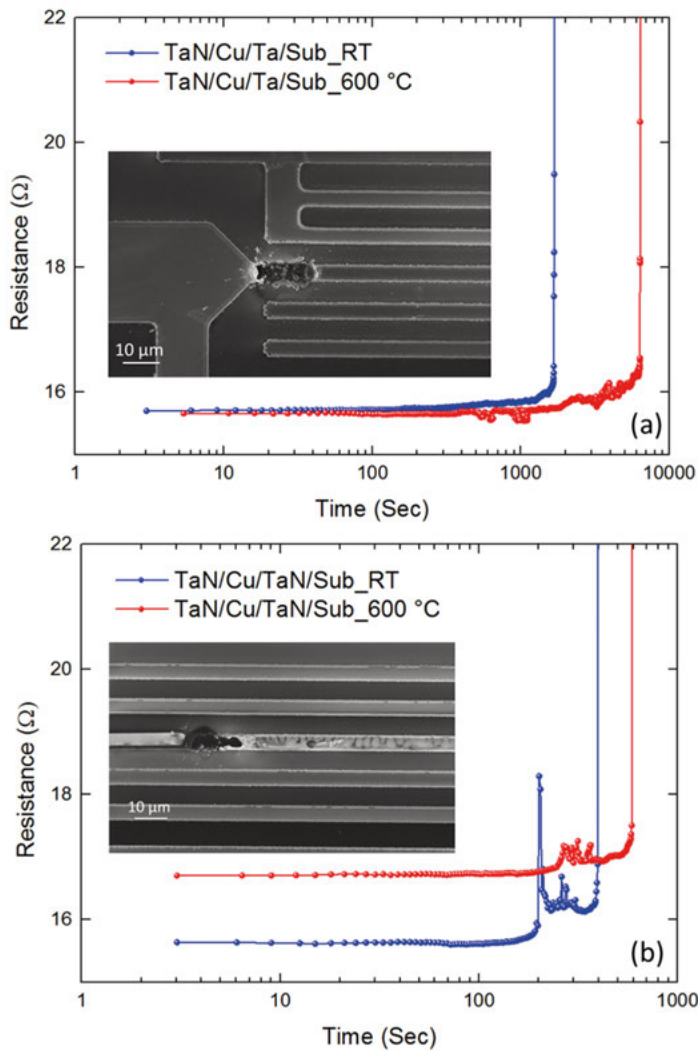 22
TaN/Cu/Ta/Sub_RT
TaN/Cu/Ta/Sub_600 °C
20
Resistance (Ω)
18
10 µm
16
(a)
1 10 100 1000 10000
Time (Sec)
22
TaN/Cu/TaN/Sub_RT
TaN/Cu/TaN/Sub_600 °C
20
Resistance (Ω)
18
10 µm
16
(b)
1 10 100 1000
Time (Sec)